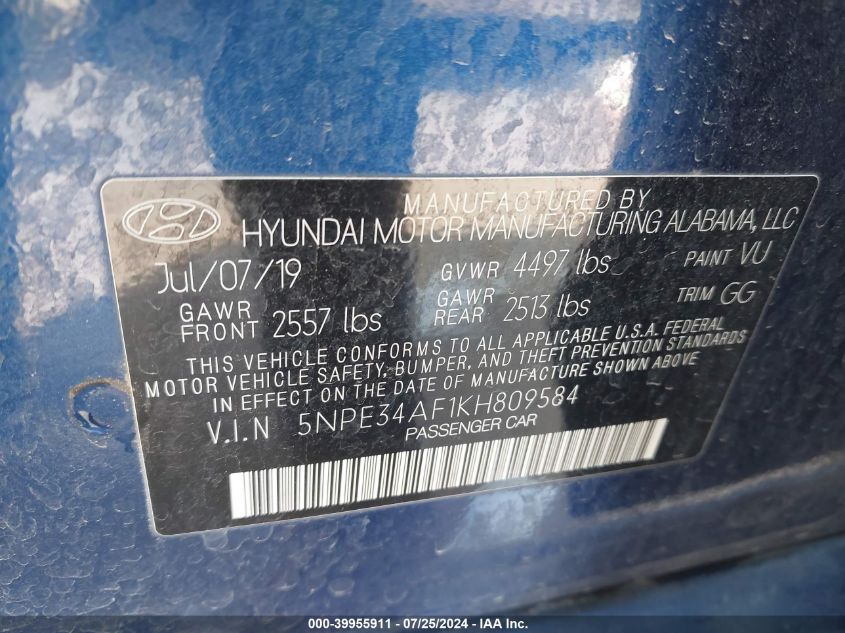 MANUFACTURED BY
HYUNDAI MOTOR MANUFACTURING ALABAMA, LLC
Jul/07/19 GVWR 4497 lbs PAINT VU
GAWR FRONT 2557 lbs GAWR REAR 2513 lbs TRIM GG
THIS VEHICLE CONFORMS TO ALL APPLICABLE U.S.A. FEDERAL
MOTOR VEHICLE SAFETY, BUMPER, AND THEFT PREVENTION STANDARDS
IN EFFECT ON THE DATE OF MANUFACTURE SHOWN ABOVE
V.I.N 5NPE34AF1KH809584
PASSENGER CAR
000-39955911 - 07/25/2024 - IAA Inc.